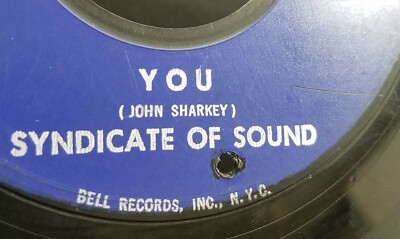 YOU
(JOHN SHARKEY)
SYNDICATE OF SOUND
BELL RECORDS, INC., N.Y.C.